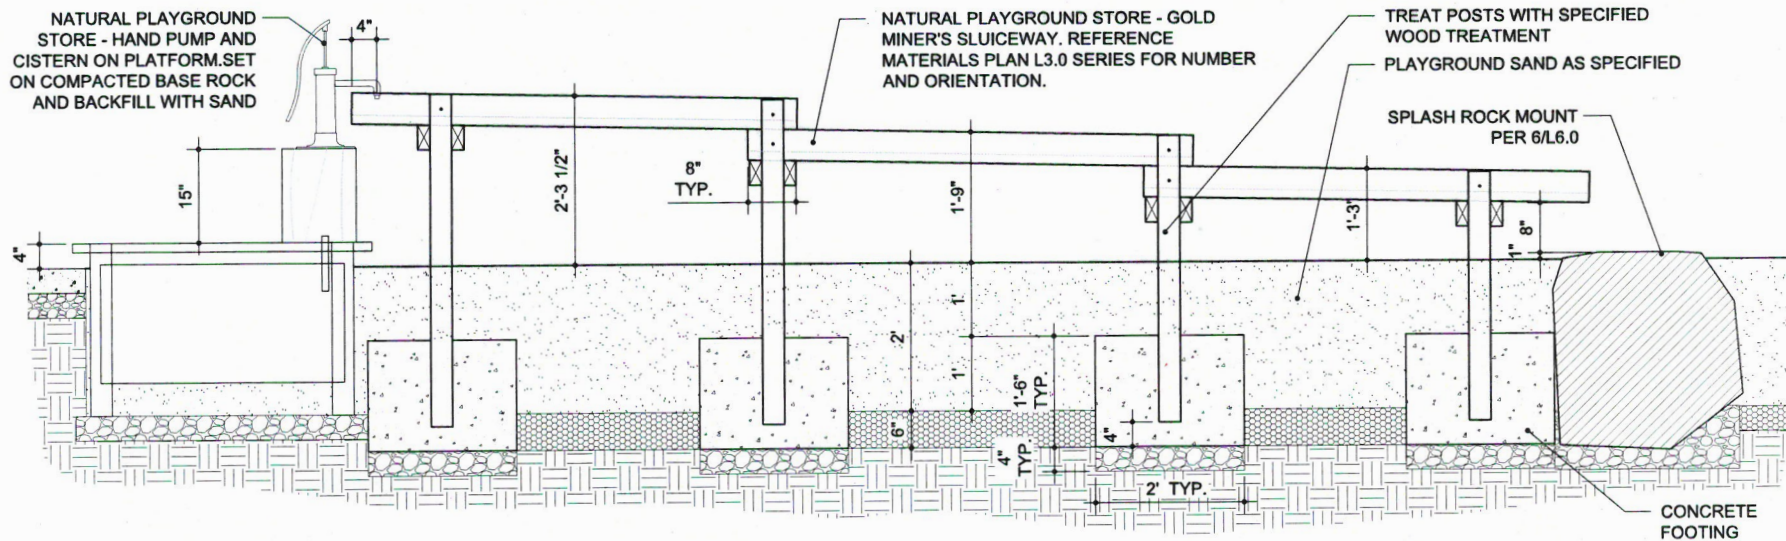 NATURAL PLAYGROUND
STORE - HAND PUMP AND
CISTERN ON PLATFORM.SET
ON COMPACTED BASE ROCK
AND BACKFILL WITH SAND
4"
NATURAL PLAYGROUND STORE - GOLD
MINER'S SLUICEWAY. REFERENCE
MATERIALS PLAN L3.0 SERIES FOR NUMBER
AND ORIENTATION.
TREAT POSTS WITH SPECIFIED
WOOD TREATMENT
PLAYGROUND SAND AS SPECIFIED
SPLASH ROCK MOUNT
PER 6/L6.0
15"
4"
2'-3 1/2"
8"
TYP.
1'-9"
1'-3"
8"
1"
2'
6"
1'
1'
1'-6"
TYP.
4"
TYP.
4"
2' TYP.
CONCRETE
FOOTING